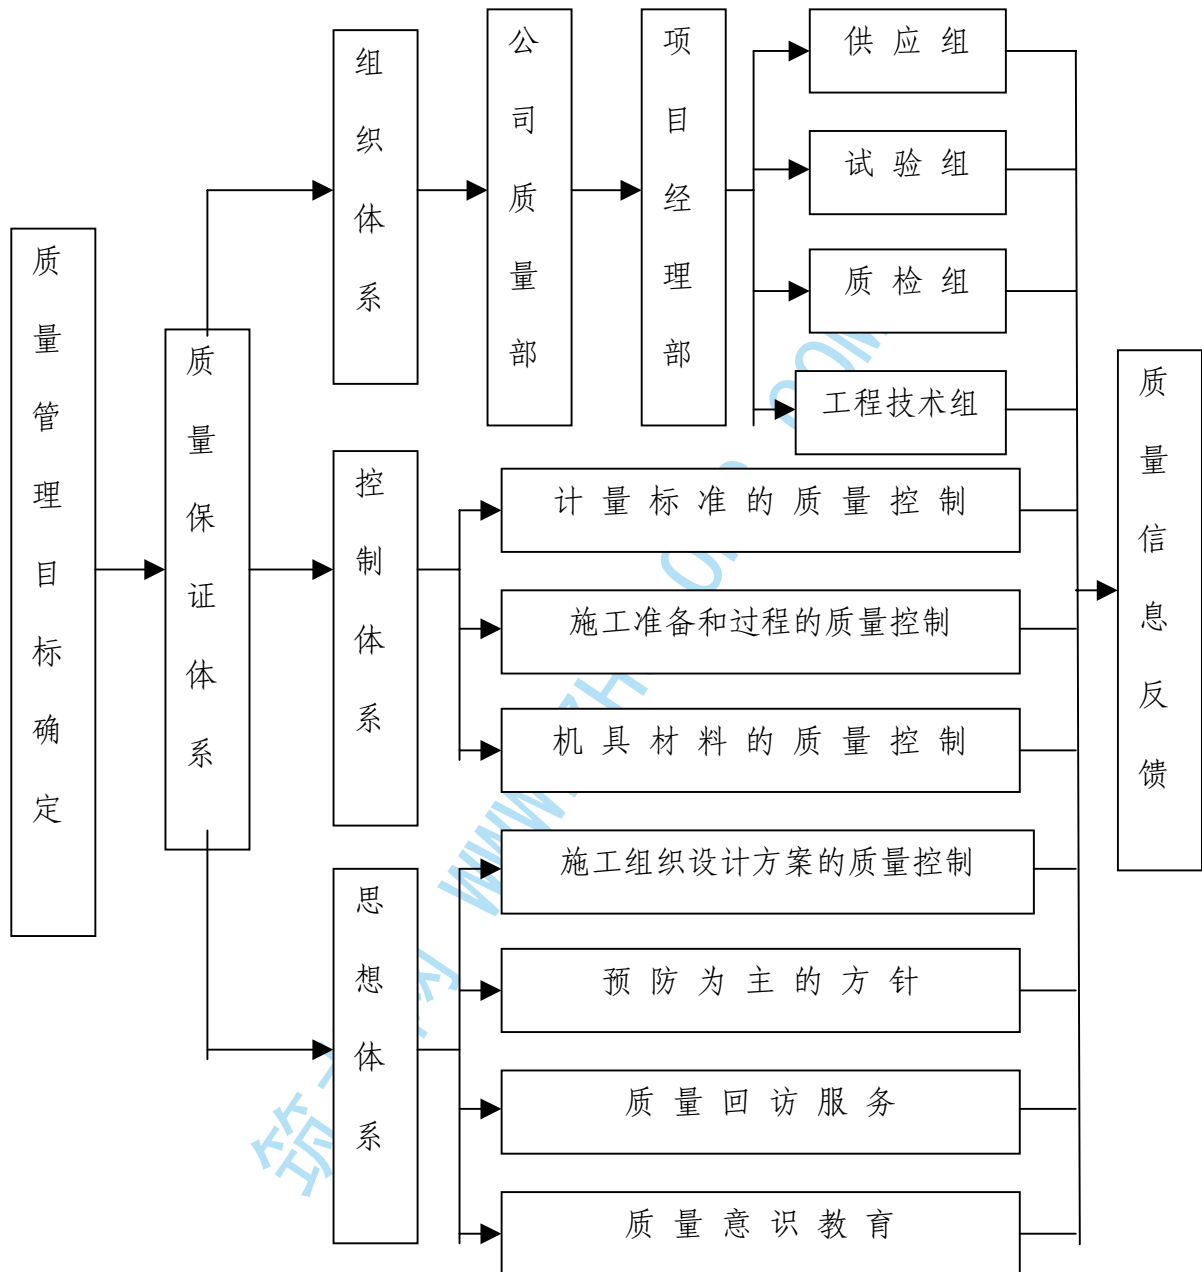 质量管理目标确定
质量保证体系
组织体系
公司质量部
项目经理部
供应组
试验组
质检组
工程技术组
控制体系
计量标准的质量控制
施工准备和过程的质量控制
机具材料的质量控制
思想体系
施工组织设计方案的质量控制
预防为主的方针
质量回访服务
质量意识教育
质量信息反馈